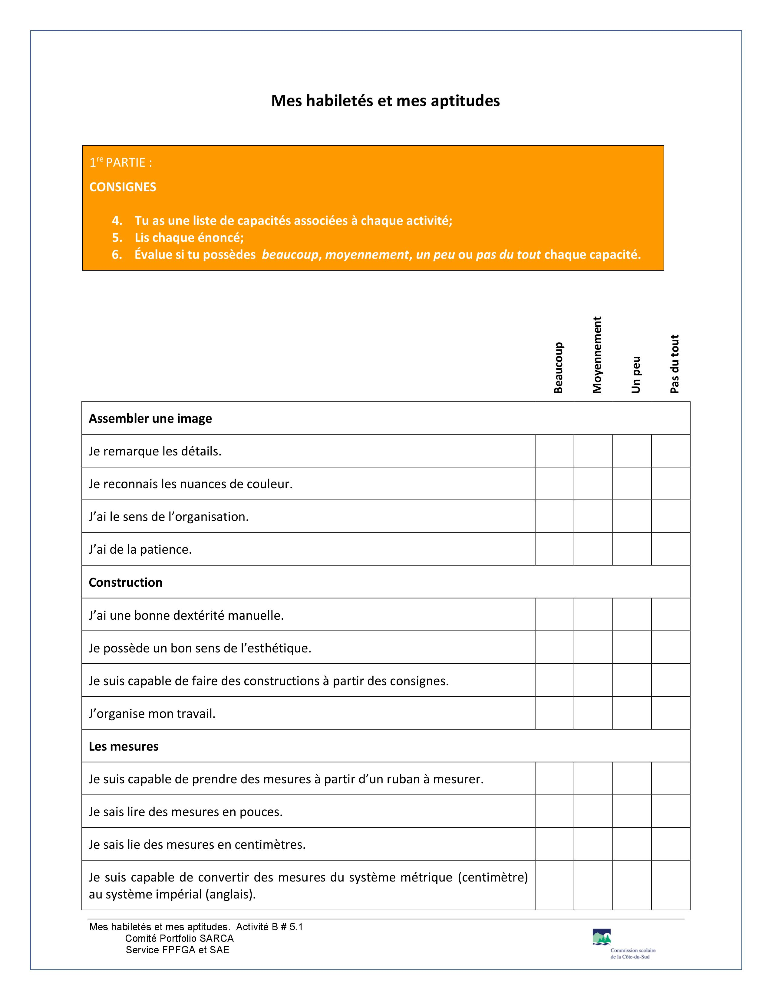 Mes habiletés et mes aptitudes
1re PARTIE :
CONSIGNES
4. Tu as une liste de capacités associées à chaque activité;
5. Lis chaque énoncé;
6. Évalue si tu possèdes beaucoup, moyennement, un peu ou pas du tout chaque capacité.
Beaucoup
Moyennement
Un peu
Pas du tout
Assembler une image
Je remarque les détails.
Je reconnais les nuances de couleur.
J’ai le sens de l’organisation.
J’ai de la patience.
Construction
J’ai une bonne dextérité manuelle.
Je possède un bon sens de l’esthétique.
Je suis capable de faire des constructions à partir des consignes.
J’organise mon travail.
Les mesures
Je suis capable de prendre des mesures à partir d’un ruban à mesurer.
Je sais lire des mesures en pouces.
Je sais lie des mesures en centimètres.
Je suis capable de convertir des mesures du système métrique (centimètre)
au système impérial (anglais).
Mes habiletés et mes aptitudes. Activité B # 5.1
Comité Portfolio SARCA
Service FPFGA et SAE
Commission scolaire
de la Côte-du-Sud